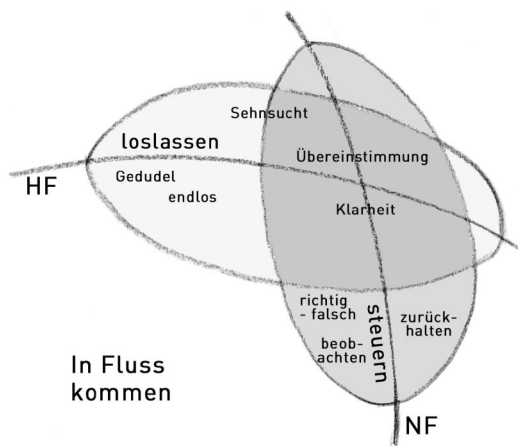 Sehnsucht
loslassen
Übereinstimmung
HF
Gedudel
endlos
Klarheit
richtig
- falsch
beob-
achten
steuern
zurück-
halten
In Fluss
kommen
NF